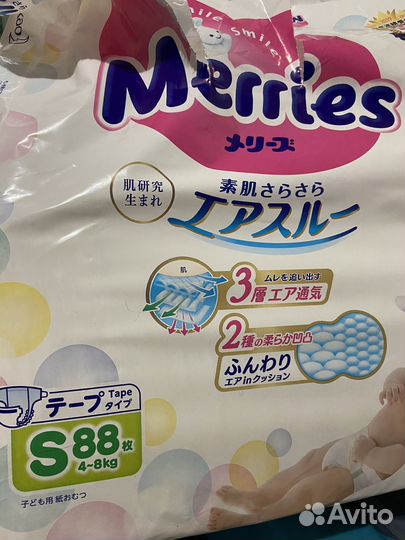 Smile Smile
Merries
メリーズ
肌研究
生まれ
素肌さらさら
エアスルー
肌
ムレを追い出す
3層エア通気
2種の柔らか凹凸
ふんわり
エアinクッション
テープ Tape
タイプ
S 88枚
4~8kg
子ども用 紙おむつ
Avito